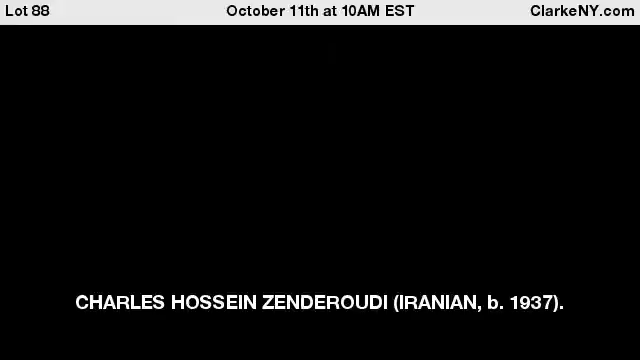 Lot 88 October 11th at 10AM EST ClarkeNY.com
CHARLES HOSSEIN ZENDEROUDI (IRANIAN, b. 1937).